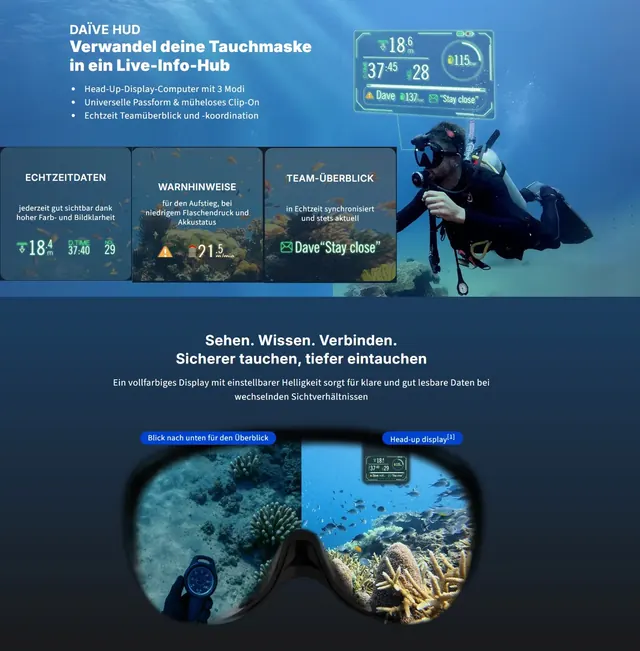 DAÏVE HUD
Verwandel deine Tauchmaske
in ein Live-Info-Hub
Head-Up-Display-Computer mit 3 Modi
Universelle Passform & müheloses Clip-On
Echtzeit Teamüberblick und -koordination
18.6
m
115
37:45
28
Dave
137
"Stay close"
ECHTZEITDATEN
jederzeit gut sichtbar dank
hoher Farb- und Bildklarheit
18.4
m
D.TIME
37:40
29
WARNHINWEISE
für den Aufstieg, bei
niedrigem Flaschendruck und
Akkustatus
21.5
m/min
TEAM-ÜBERBLICK
in Echtzeit synchronisiert
und stets aktuell
Dave"Stay close"
Sehen. Wissen. Verbinden.
Sicherer tauchen, tiefer eintauchen
Ein vollfarbiges Display mit einstellbarer Helligkeit sorgt für klare und gut lesbare Daten bei
wechselnden Sichtverhältnissen
Blick nach unten für den Überblick
Head-up display[1]